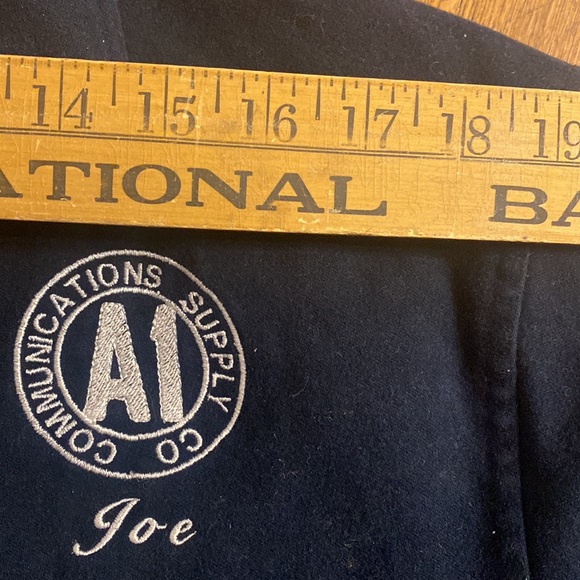 14 15 16 17 18 19
ATIONAL BA
COMMUNICATIONS SUPPLY CO
A1
Joe